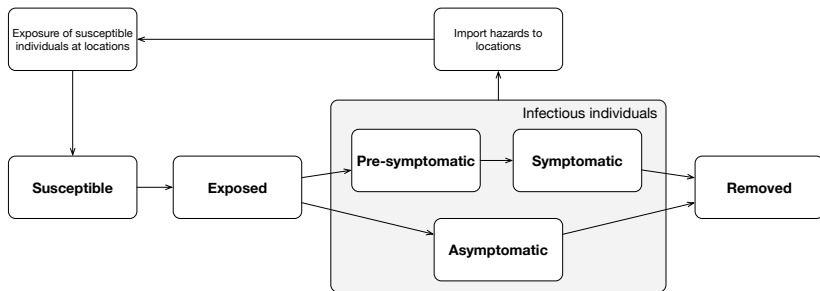 Exposure of susceptible
individuals at locations
Import hazards to
locations
Infectious individuals
Pre-symptomatic
Symptomatic
Susceptible
Exposed
Removed
Asymptomatic